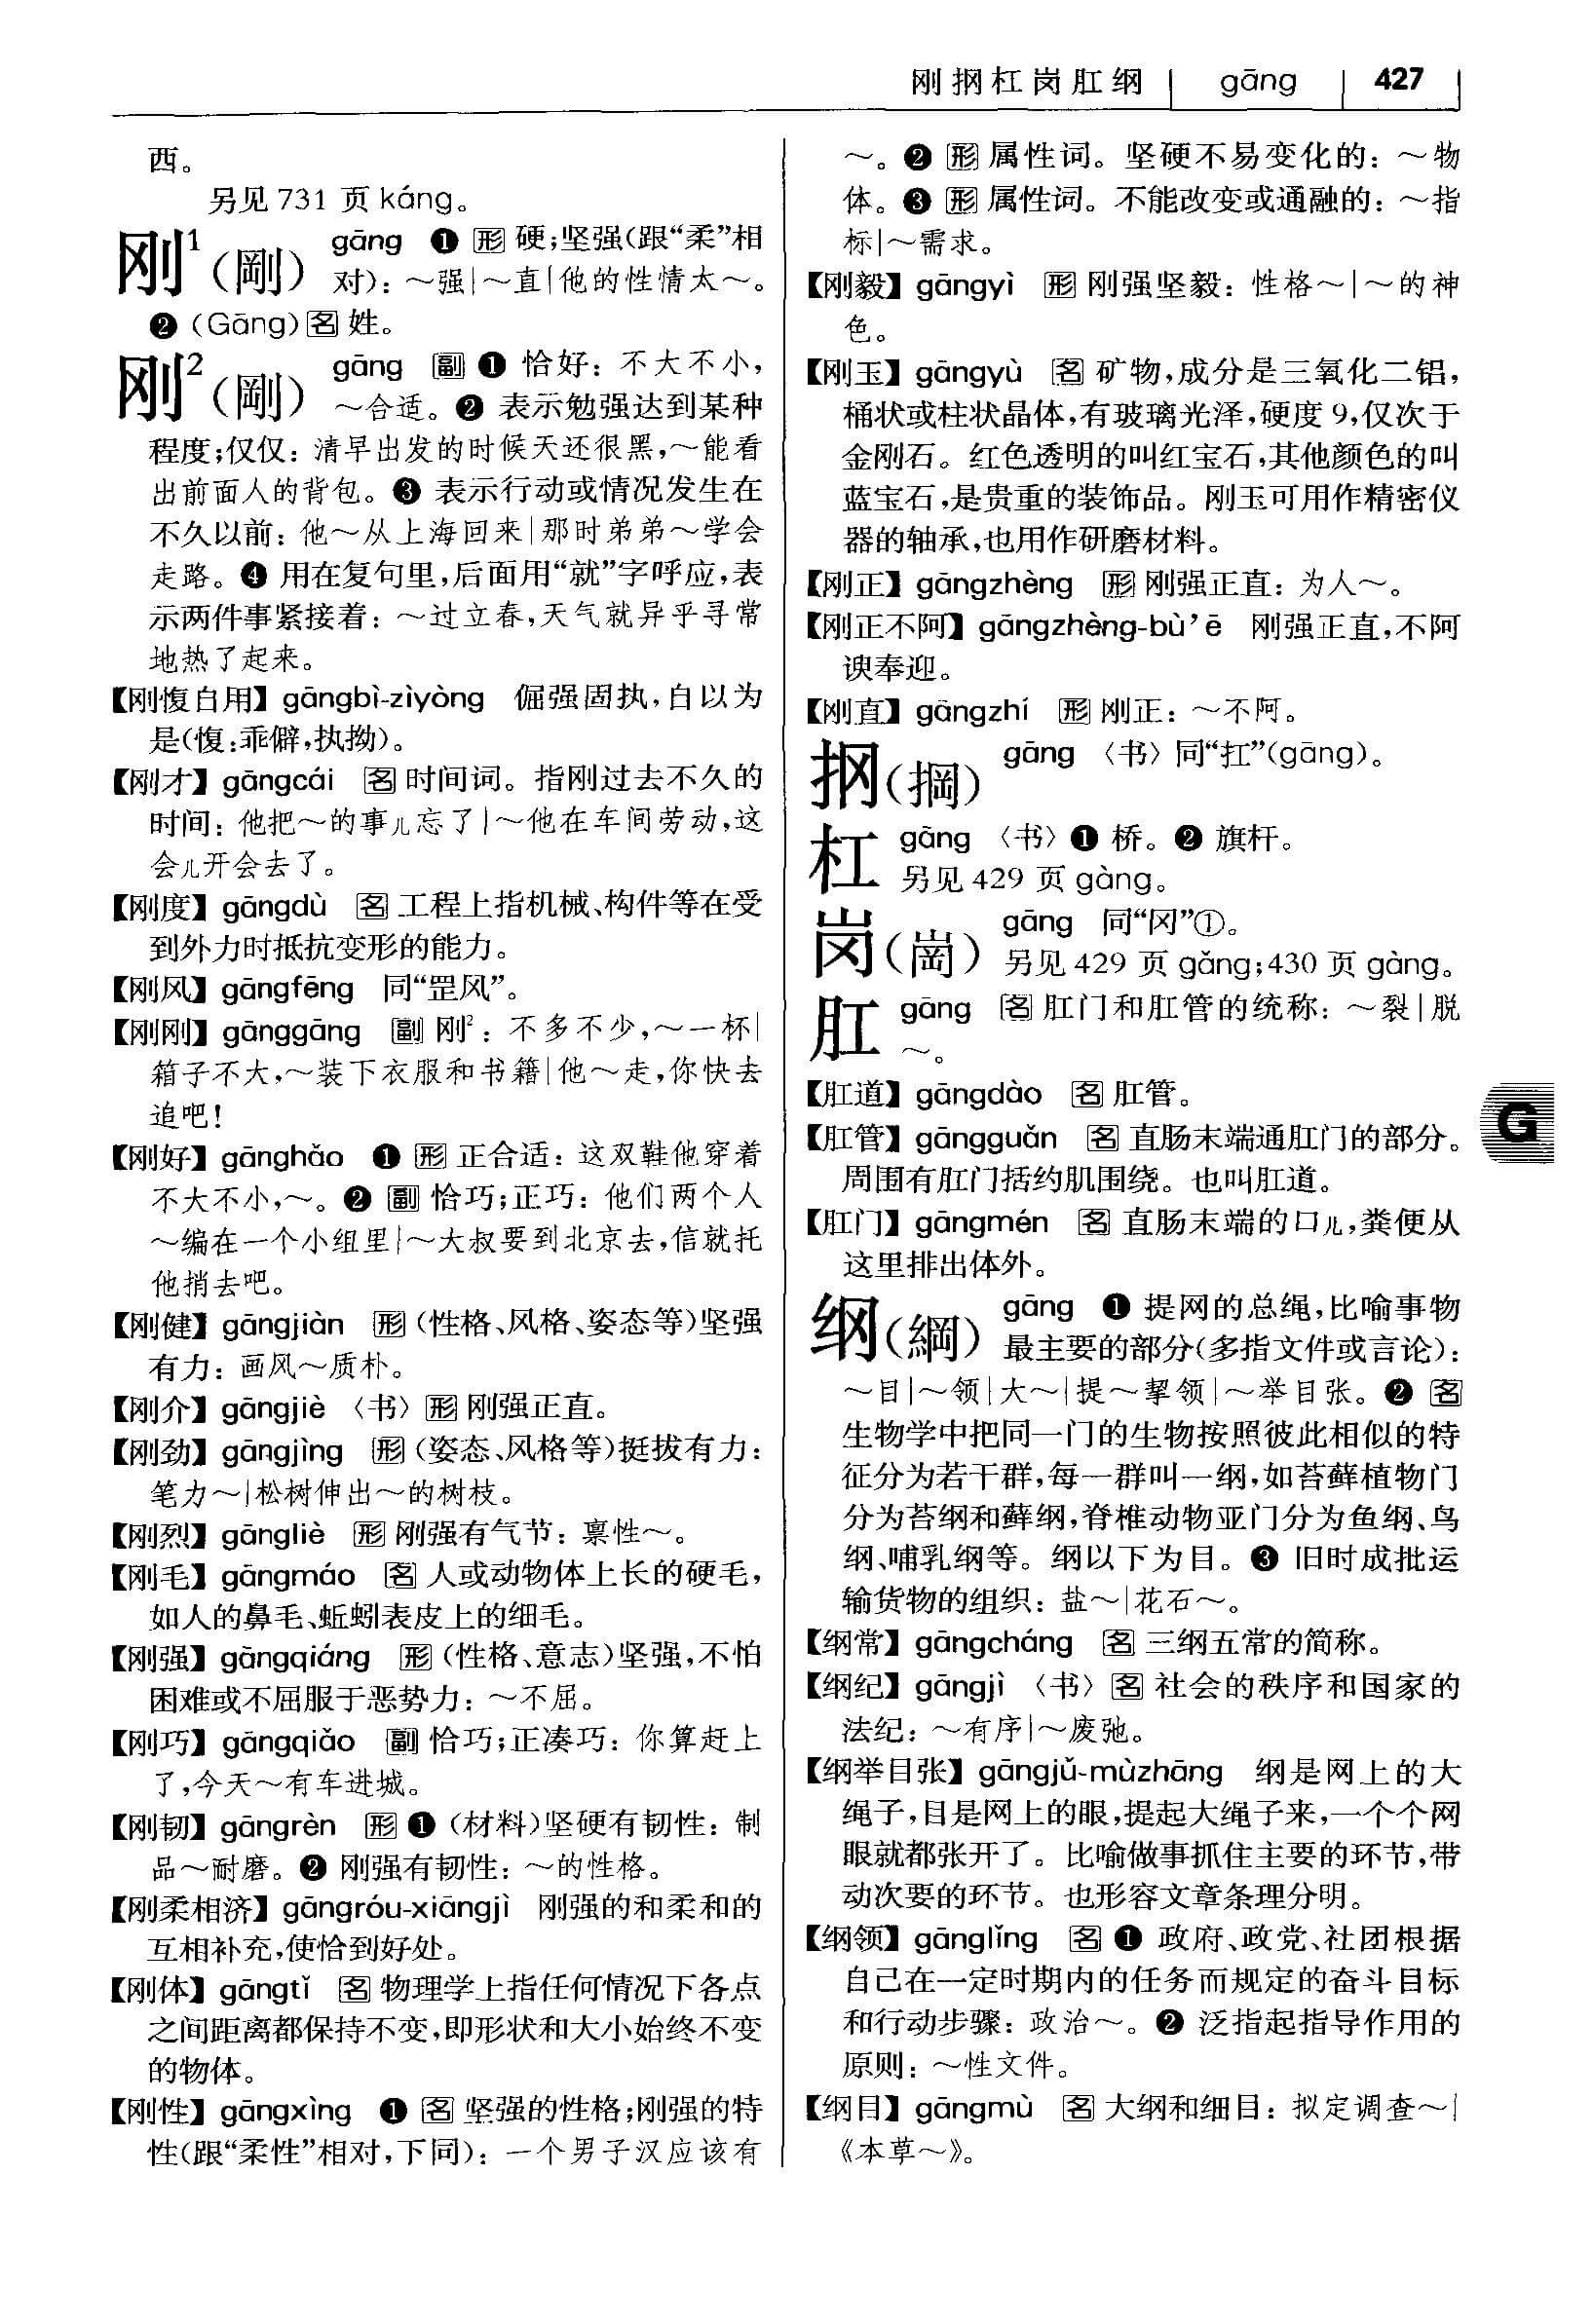 刚 㧏 杠 岗 肛 纲 gāng 427
西。
另见 731 页 káng。
刚¹(剛) gāng ❶ 形 硬;坚强(跟“柔”相
对): ~强|~直|他的性情太~。
❷ (Gāng)名 姓。
刚²(剛) gāng 副 ❶ 恰好: 不大不小,
~合适。❷ 表示勉强达到某种
程度;仅仅: 清早出发的时候天还很黑,~能看
出前面人的背包。❸ 表示行动或情况发生在
不久以前: 他~从上海回来|那时弟弟~学会
走路。❹ 用在复句里,后面用“就”字呼应,表
示两件事紧接着: ~过立春,天气就异乎寻常
地热了起来。
【刚愎自用】 gāngbì-zìyòng 倔强固执,自以为
是(愎:乖僻,执拗)。
【刚才】 gāngcái 名 时间词。指刚过去不久的
时间: 他把~的事儿忘了|~他在车间劳动,这
会儿开会去了。
【刚度】 gāngdù 名 工程上指机械、构件等在受
到外力时抵抗变形的能力。
【刚风】 gāngfēng 同“罡风”。
【刚刚】 gānggāng 副 刚²: 不多不少,~一杯|
箱子不大,~装下衣服和书籍|他~走,你快去
追吧!
【刚好】 gānghǎo ❶ 形 正合适: 这双鞋他穿着
不大不小,~。❷ 副 恰巧;正巧: 他们两个人
~编在一个小组里|~大叔要到北京去,信就托
他捎去吧。
【刚健】 gāngjiàn 形 (性格、风格、姿态等)坚强
有力: 画风~质朴。
【刚介】 gāngjiè 〈书〉形 刚强正直。
【刚劲】 gāngjìng 形 (姿态、风格等)挺拔有力:
笔力~|松树伸出~的树枝。
【刚烈】 gāngliè 形 刚强有气节: 禀性~。
【刚毛】 gāngmáo 名 人或动物体上长的硬毛,
如人的鼻毛、蚯蚓表皮上的细毛。
【刚强】 gāngqiáng 形 (性格、意志)坚强,不怕
困难或不屈服于恶势力: ~不屈。
【刚巧】 gāngqiǎo 副 恰巧;正凑巧: 你算赶上
了,今天~有车进城。
【刚韧】 gāngrèn 形 ❶ (材料)坚硬有韧性: 制
品~耐磨。❷ 刚强有韧性: ~的性格。
【刚柔相济】 gāngróu-xiāngjì 刚强的和柔和的
互相补充,使恰到好处。
【刚体】 gāngtǐ 名 物理学上指任何情况下各点
之间距离都保持不变,即形状和大小始终不变
的物体。
【刚性】 gāngxìng ❶ 名 坚强的性格;刚强的特
性(跟“柔性”相对,下同): 一个男子汉应该有
~。❷ 形 属性词。坚硬不易变化的: ~物
体。❸ 形 属性词。不能改变或通融的: ~指
标|~需求。
【刚毅】 gāngyì 形 刚强坚毅: 性格~|~的神
色。
【刚玉】 gāngyù 名 矿物,成分是三氧化二铝,
桶状或柱状晶体,有玻璃光泽,硬度 9,仅次于
金刚石。红色透明的叫红宝石,其他颜色的叫
蓝宝石,是贵重的装饰品。刚玉可用作精密仪
器的轴承,也用作研磨材料。
【刚正】 gāngzhèng 形 刚强正直: 为人~。
【刚正不阿】 gāngzhèng-bù’ē 刚强正直,不阿
谀奉迎。
【刚直】 gāngzhí 形 刚正: ~不阿。
㧏(掆) gāng 〈书〉同“扛”(gāng)。
杠 gāng 〈书〉❶ 桥。❷ 旗杆。
另见 429 页 gàng。
岗(崗) gāng 同“冈”①。
另见 429 页 gǎng;430 页 gàng。
肛 gāng 名 肛门和肛管的统称: ~裂|脱
~。
【肛道】 gāngdào 名 肛管。
【肛管】 gāngguǎn 名 直肠末端通肛门的部分。
周围有肛门括约肌围绕。也叫肛道。
【肛门】 gāngmén 名 直肠末端的口儿,粪便从
这里排出体外。
纲(綱) gāng ❶ 提网的总绳,比喻事物
最主要的部分(多指文件或言论):
~目|~领|大~|提~挈领|~举目张。❷ 名
生物学中把同一门的生物按照彼此相似的特
征分为若干群,每一群叫一纲,如苔藓植物门
分为苔纲和藓纲,脊椎动物亚门分为鱼纲、鸟
纲、哺乳纲等。纲以下为目。❸ 旧时成批运
输货物的组织: 盐~|花石~。
【纲常】 gāngcháng 名 三纲五常的简称。
【纲纪】 gāngjì 〈书〉名 社会的秩序和国家的
法纪: ~有序|~废弛。
【纲举目张】 gāngjǔ-mùzhāng 纲是网上的大
绳子,目是网上的眼,提起大绳子来,一个个网
眼就都张开了。比喻做事抓住主要的环节,带
动次要的环节。也形容文章条理分明。
【纲领】 gānglǐng 名 ❶ 政府、政党、社团根据
自己在一定时期内的任务而规定的奋斗目标
和行动步骤: 政治~。❷ 泛指起指导作用的
原则: ~性文件。
【纲目】 gāngmù 名 大纲和细目: 拟定调查~|
《本草~》。
G